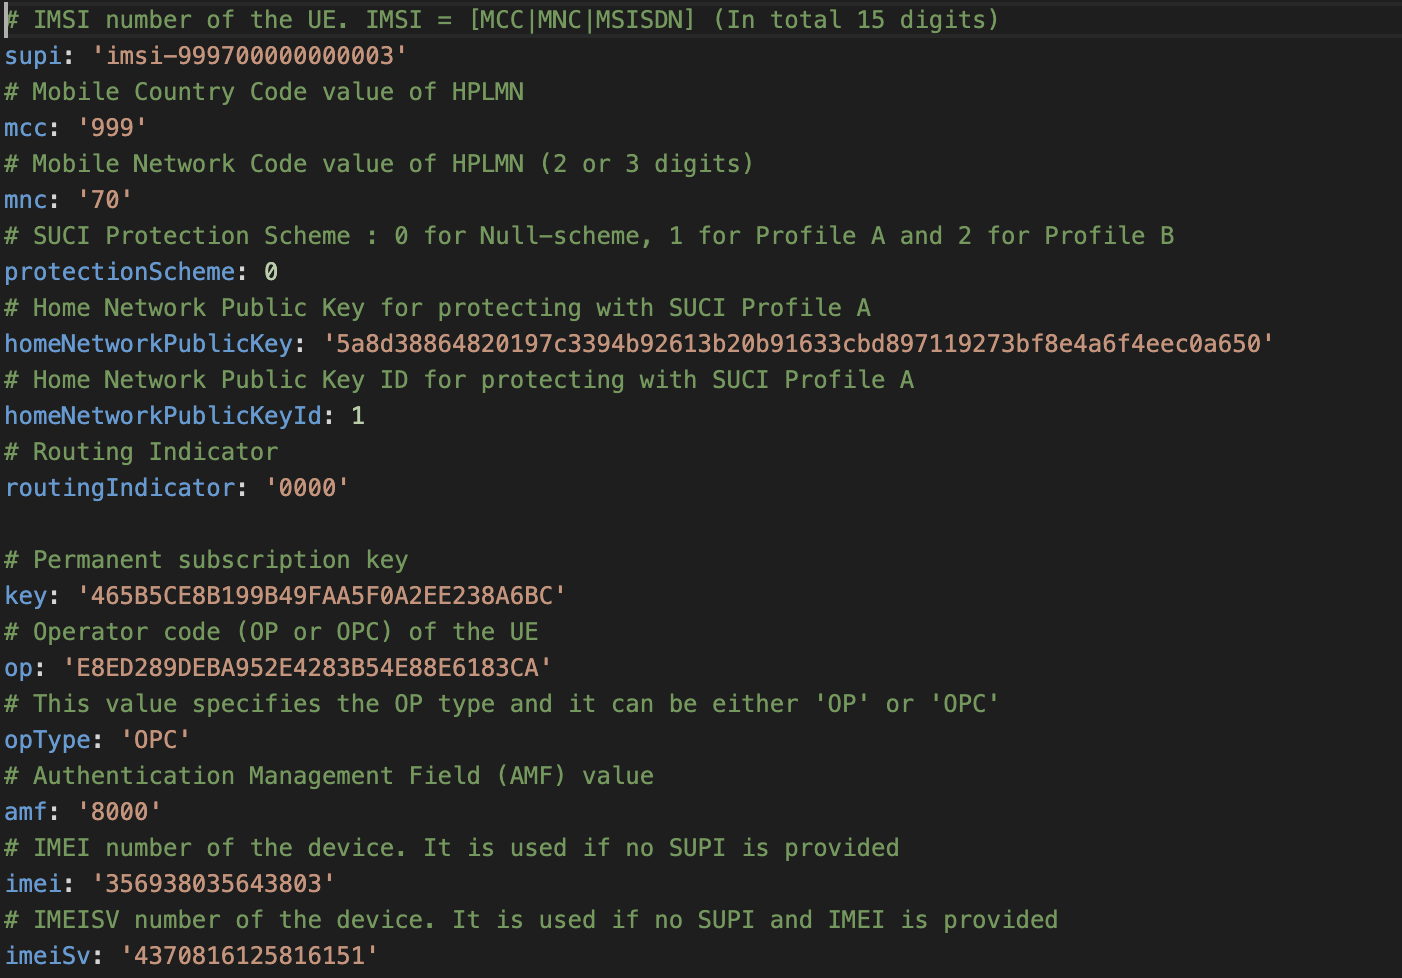 # IMSI number of the UE. IMSI = [MCC|MNC|MSISDN] (In total 15 digits)
supi: 'imsi-999700000000003'
# Mobile Country Code value of HPLMN
mcc: '999'
# Mobile Network Code value of HPLMN (2 or 3 digits)
mnc: '70'
# SUCI Protection Scheme : 0 for Null-scheme, 1 for Profile A and 2 for Profile B
protectionScheme: 0
# Home Network Public Key for protecting with SUCI Profile A
homeNetworkPublicKey: '5a8d38864820197c3394b92613b20b91633cbd897119273bf8e4a6f4eec0a650'
# Home Network Public Key ID for protecting with SUCI Profile A
homeNetworkPublicKeyId: 1
# Routing Indicator
routingIndicator: '0000'
# Permanent subscription key
key: '465B5CE8B199B49FAA5F0A2EE238A6BC'
# Operator code (OP or OPC) of the UE
op: 'E8ED289DEBA952E4283B54E88E6183CA'
# This value specifies the OP type and it can be either 'OP' or 'OPC'
opType: 'OPC'
# Authentication Management Field (AMF) value
amf: '8000'
# IMEI number of the device. It is used if no SUPI is provided
imei: '356938035643803'
# IMEISV number of the device. It is used if no SUPI and IMEI is provided
imeiSv: '4370816125816151'